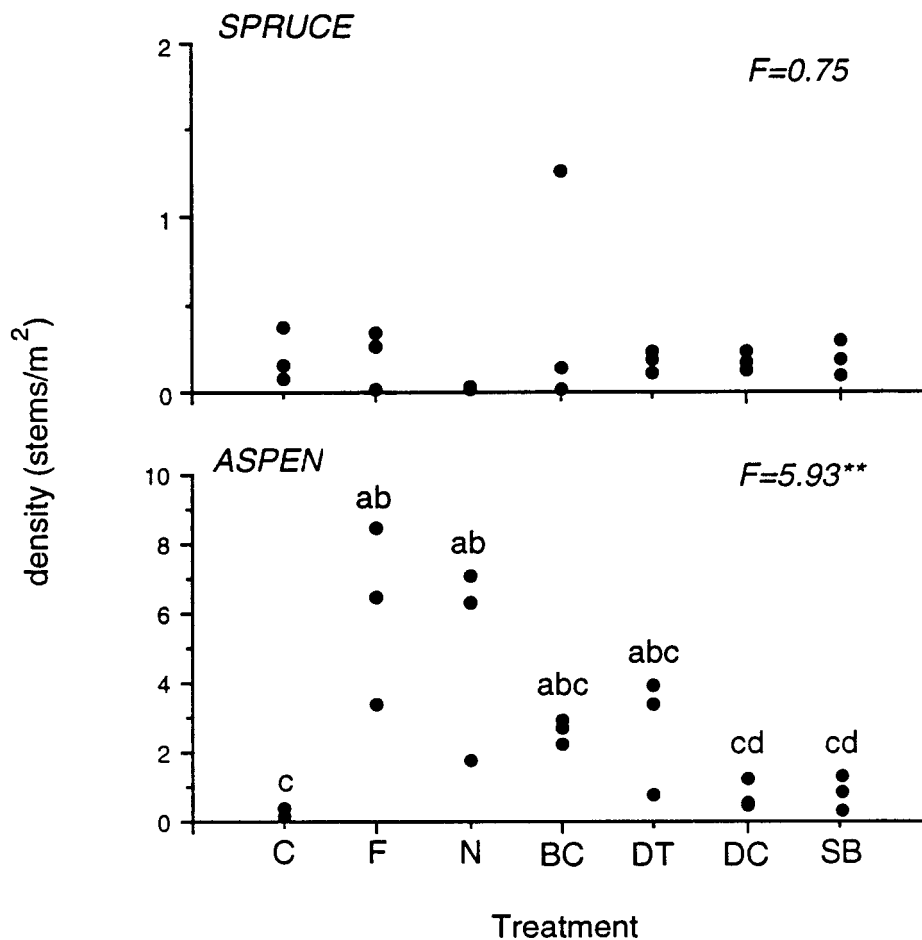 SPRUCE
F=0.75
2
1
0
density (stems/m²)
ASPEN
F=5.93**
10
8
6
4
2
0
ab
ab
abc
abc
cd
cd
c
C F N BC DT DC SB
Treatment